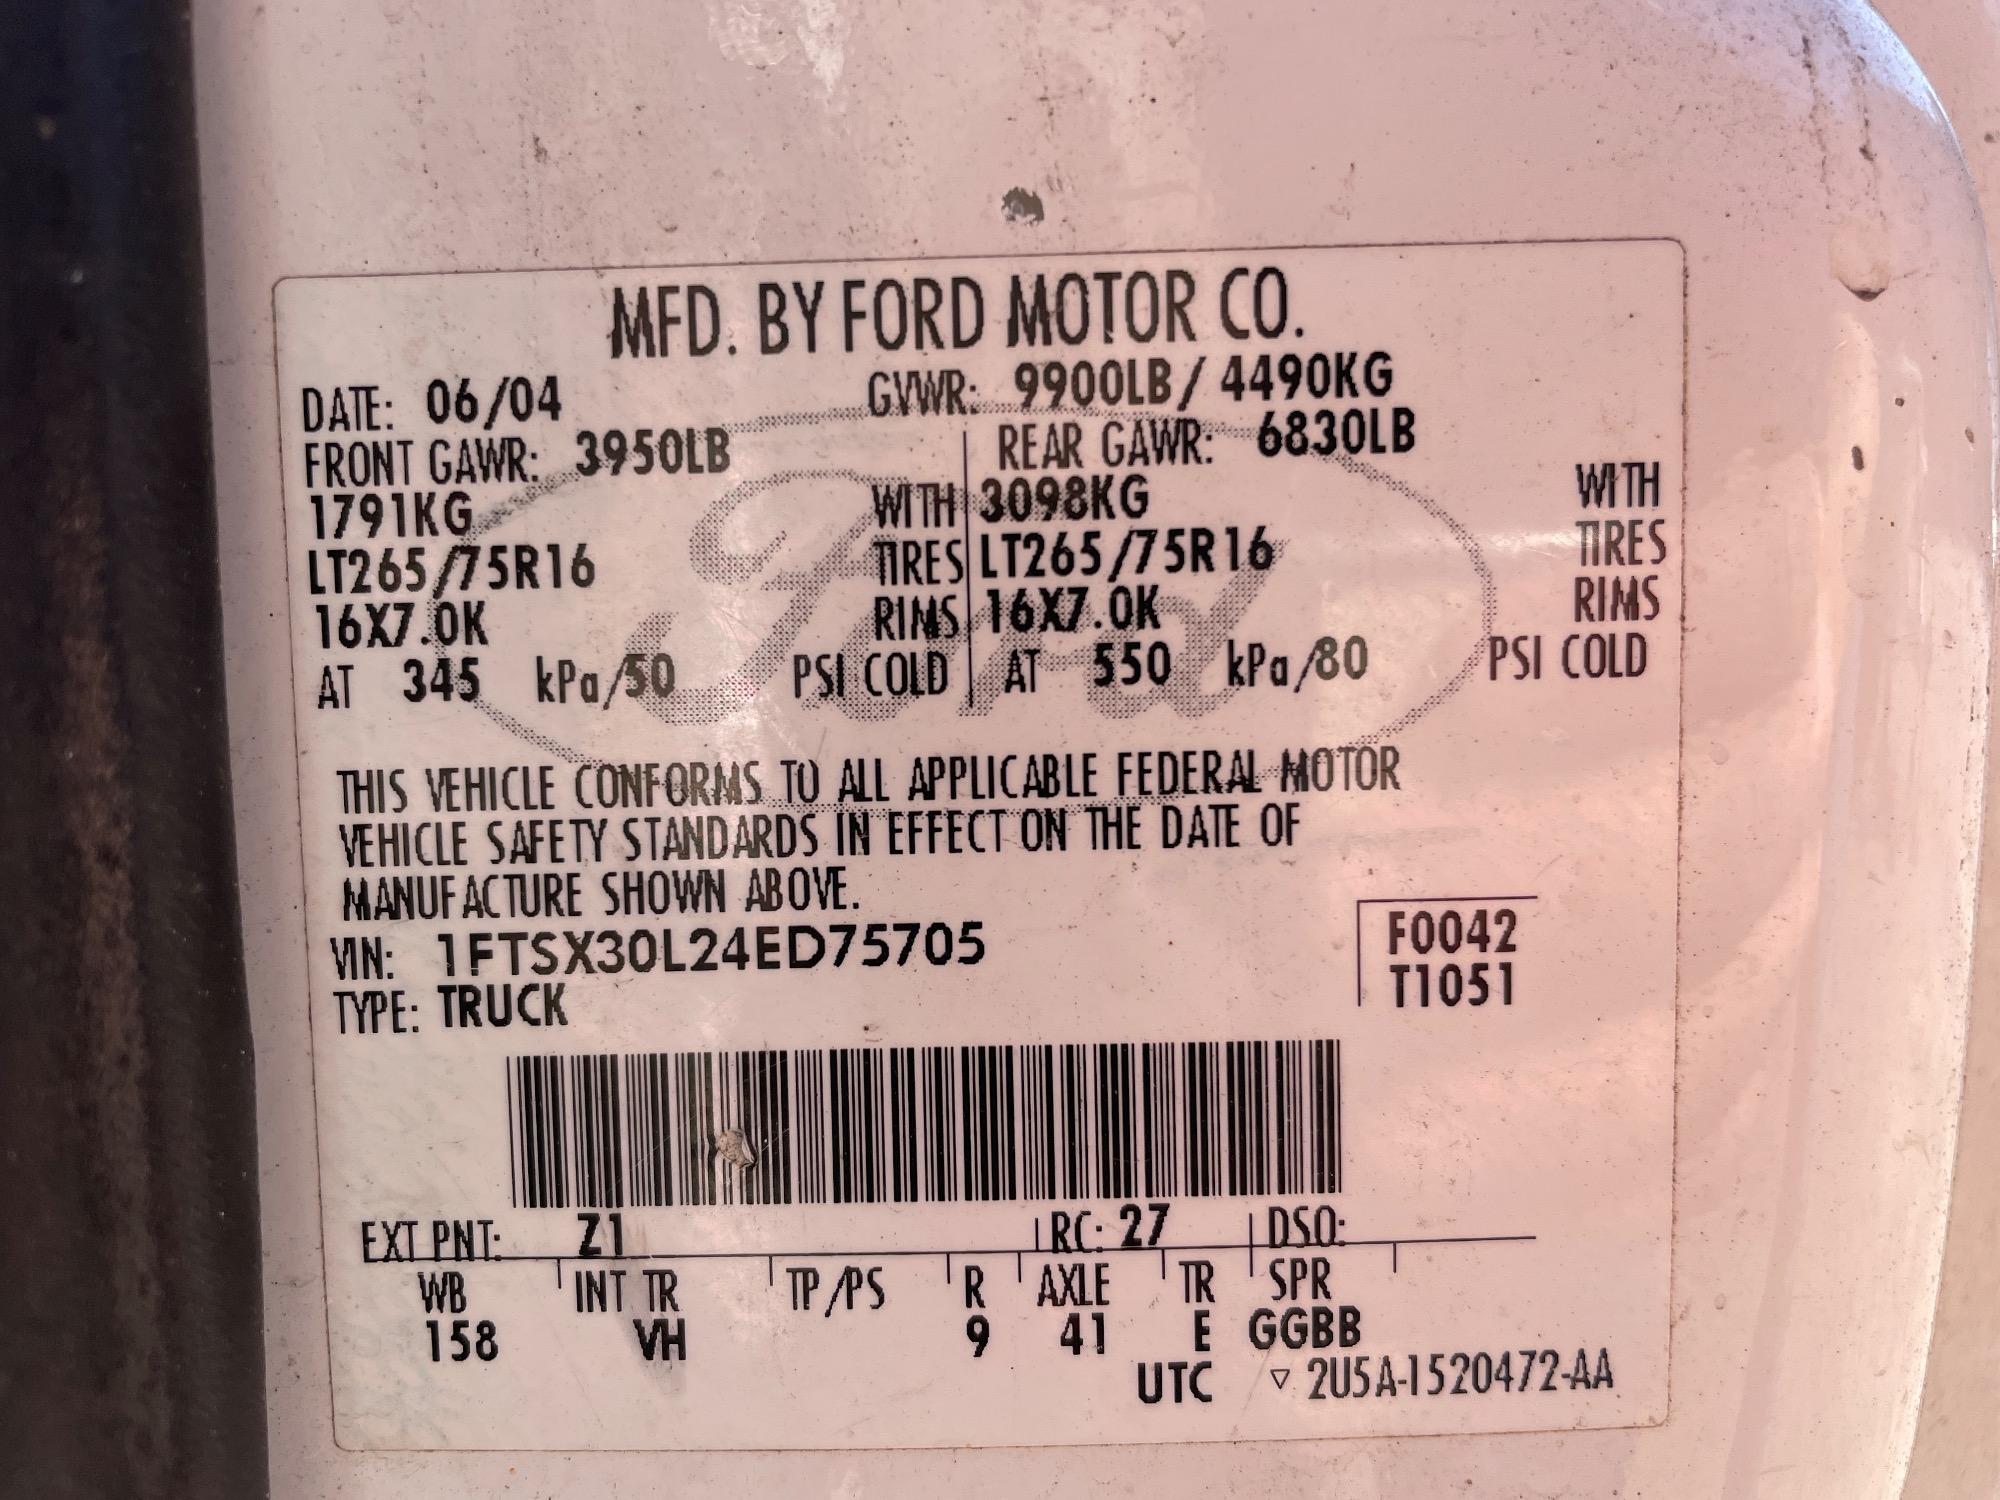 MFD. BY FORD MOTOR CO.
DATE: 06/04 GVWR: 9900LB/ 4490KG
FRONT GAWR: 3950LB REAR GAWR: 6830LB
1791KG WITH 3098KG WITH
LT265/75R16 TIRES LT265/75R16 TIRES
16X7.0K RIMS 16X7.0K RIMS
AT 345 kPa/50 PSI COLD AT 550 kPa/80 PSI COLD
Ford
THIS VEHICLE CONFORMS TO ALL APPLICABLE FEDERAL MOTOR
VEHICLE SAFETY STANDARDS IN EFFECT ON THE DATE OF
MANUFACTURE SHOWN ABOVE.
VIN: 1FTSX30L24ED75705 F0042
TYPE: TRUCK T1051
EXT PNT: Z1 RC: 27 DSO:
WB INT TR TP/PS R AXLE TR SPR
158 VH 9 41 E GGBB
UTC ▽ 2U5A-1520472-AA